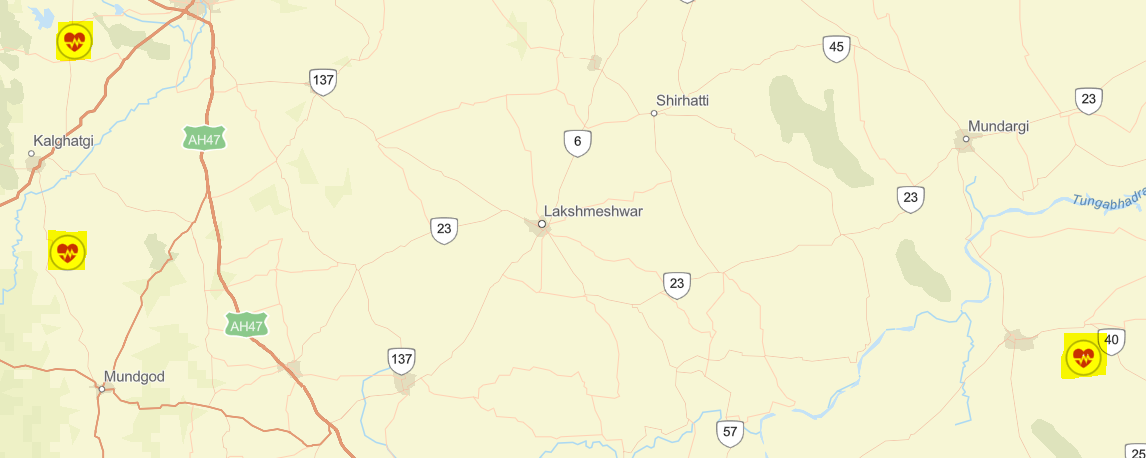 45
137
23
Shirhatti
Mundargi
AH47
Kalghatgi
6
23
Tungabhadra
Lakshmeshwar
23
23
AH47
40
137
Mundgod
57
25